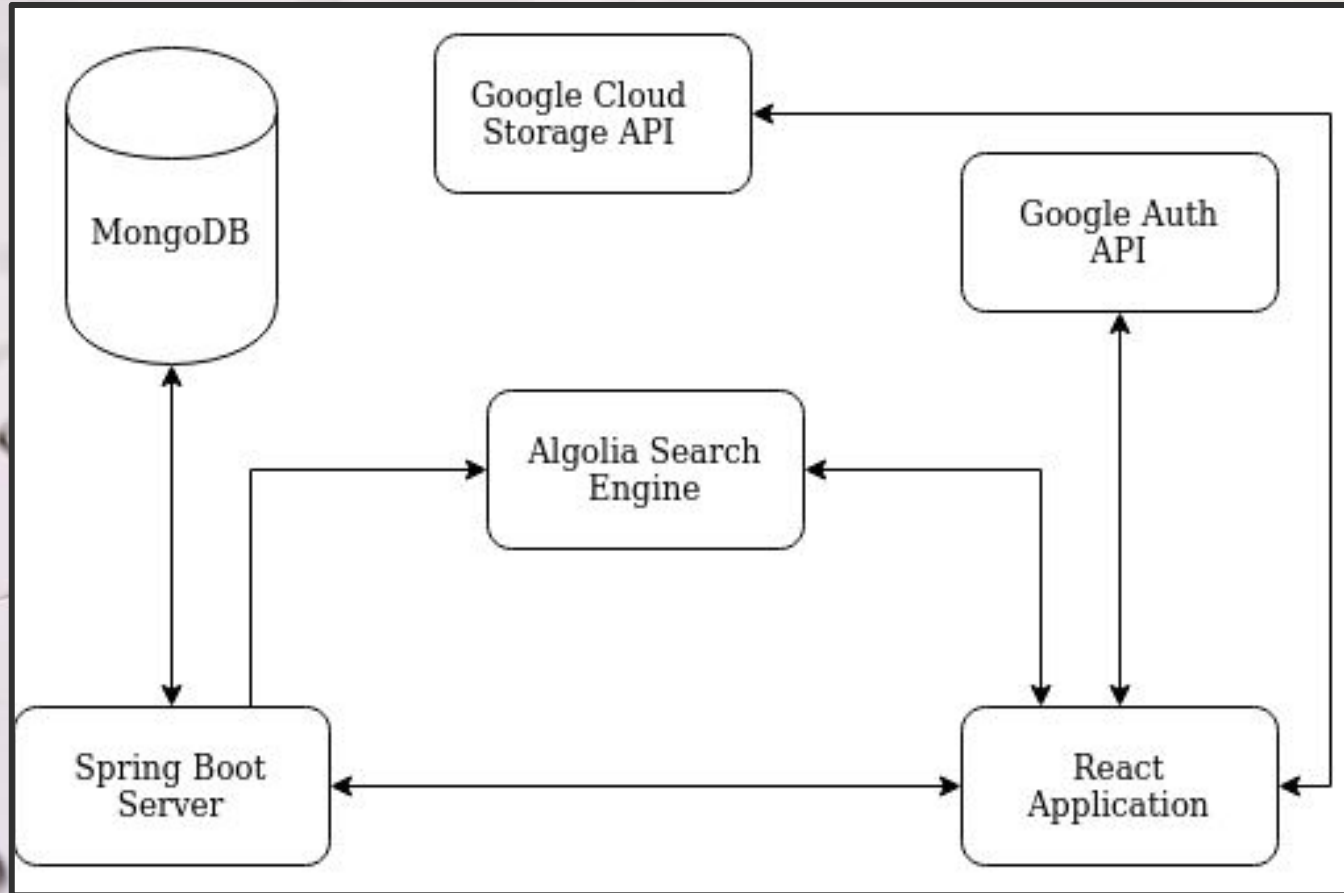 Google Cloud
Storage API
MongoDB
Google Auth
API
Algolia Search
Engine
Spring Boot
Server
React
Application